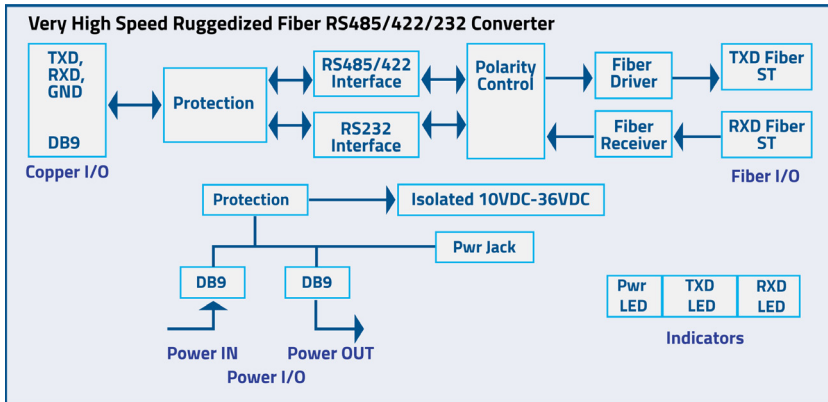 Very High Speed Ruggedized Fiber RS485/422/232 Converter
TXD,
RXD,
GND
DB9
Copper I/O
Protection
RS485/422
Interface
RS232
Interface
Polarity
Control
Fiber
Driver
Fiber
Receiver
TXD Fiber
ST
RXD Fiber
ST
Fiber I/O
Protection
Isolated 10VDC-36VDC
Pwr Jack
DB9
DB9
Power IN
Power OUT
Power I/O
Pwr
LED
TXD
LED
RXD
LED
Indicators